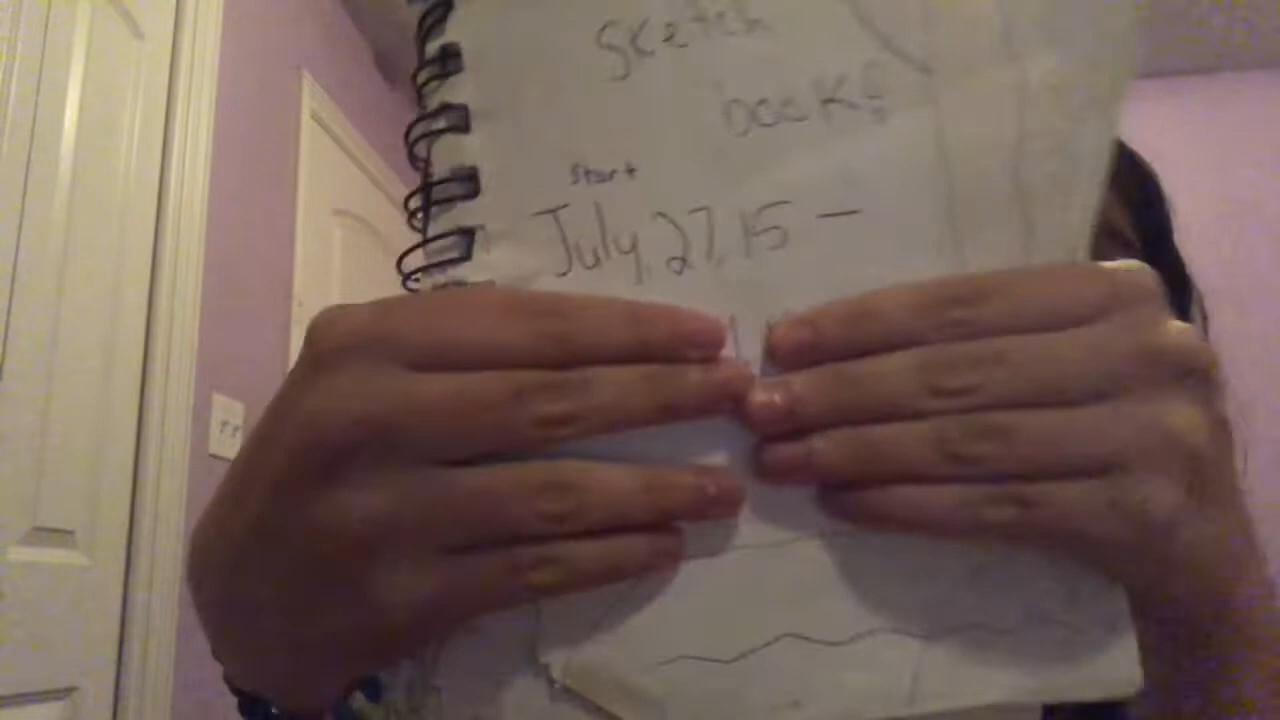 Sketch
book
Start
July, 27, 15 –